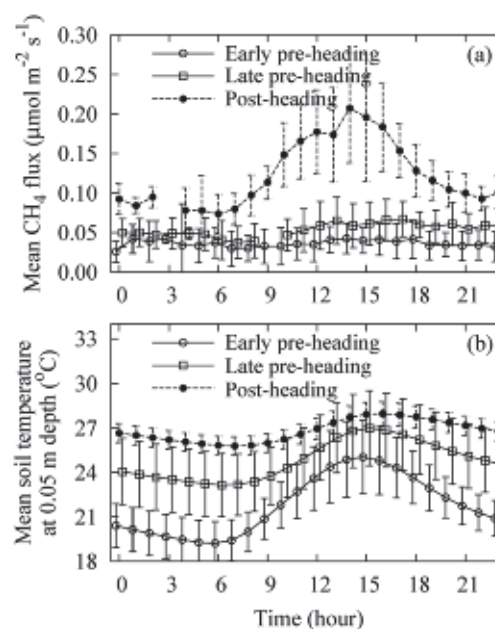 Mean CH₄ flux (μmol m⁻² s⁻¹)
0.30
0.25
0.20
0.15
0.10
0.05
0.00
Early pre-heading
Late pre-heading
Post-heading
(a)
0 3 6 9 12 15 18 21
Mean soil temperature
at 0.05 m depth (°C)
33
30
27
24
21
18
Early pre-heading
Late pre-heading
Post-heading
(b)
0 3 6 9 12 15 18 21
Time (hour)